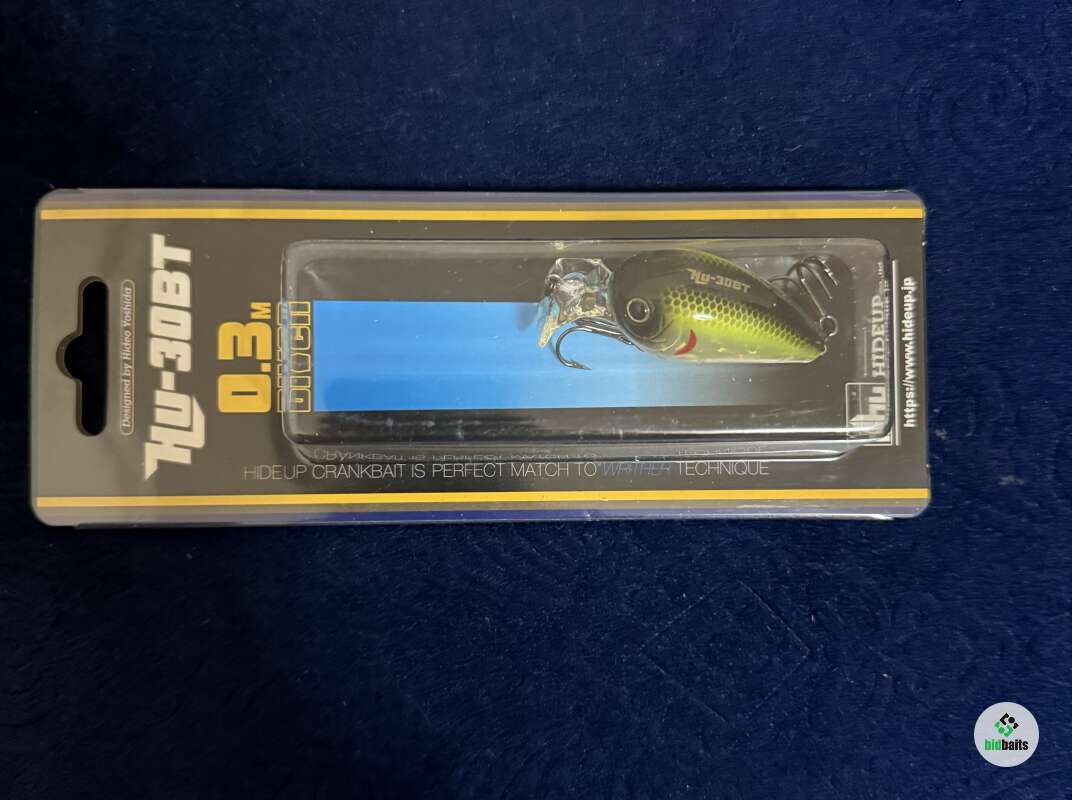 Designed by Hideo Yoshida
HU-30BT
0.3M
HU-30BT
HIDEUP
hu
https://www.hideup.jp
HIDEUP CRANKBAIT IS PERFECT MATCH TO WRITHER TECHNIQUE
bidbaits